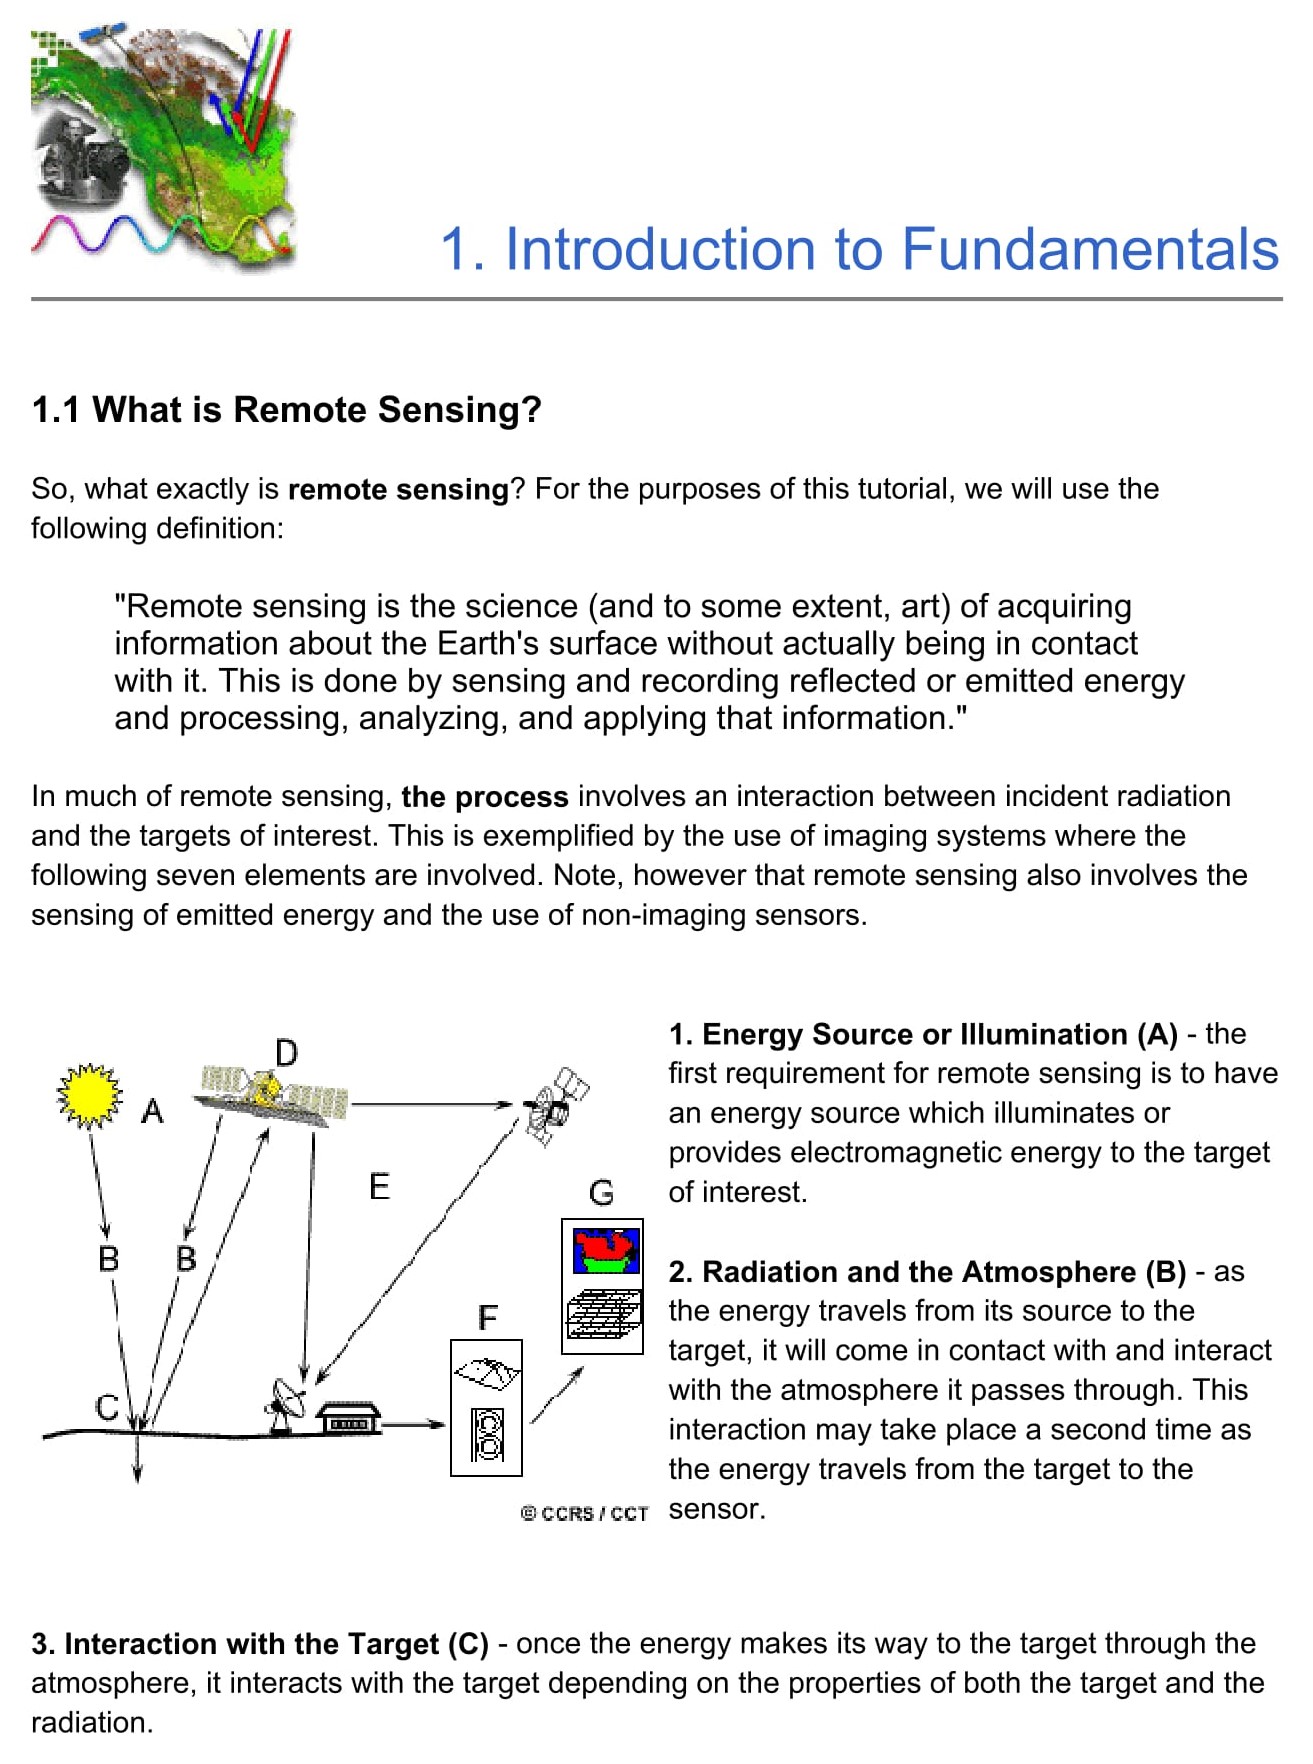 1. Introduction to Fundamentals
1.1 What is Remote Sensing?
So, what exactly is remote sensing? For the purposes of this tutorial, we will use the
following definition:
"Remote sensing is the science (and to some extent, art) of acquiring
information about the Earth's surface without actually being in contact
with it. This is done by sensing and recording reflected or emitted energy
and processing, analyzing, and applying that information."
In much of remote sensing, the process involves an interaction between incident radiation
and the targets of interest. This is exemplified by the use of imaging systems where the
following seven elements are involved. Note, however that remote sensing also involves the
sensing of emitted energy and the use of non-imaging sensors.
D
A
E
G
B B
F
C
© CCRS / CCT
1. Energy Source or Illumination (A) - the
first requirement for remote sensing is to have
an energy source which illuminates or
provides electromagnetic energy to the target
of interest.
2. Radiation and the Atmosphere (B) - as
the energy travels from its source to the
target, it will come in contact with and interact
with the atmosphere it passes through. This
interaction may take place a second time as
the energy travels from the target to the
sensor.
3. Interaction with the Target (C) - once the energy makes its way to the target through the
atmosphere, it interacts with the target depending on the properties of both the target and the
radiation.